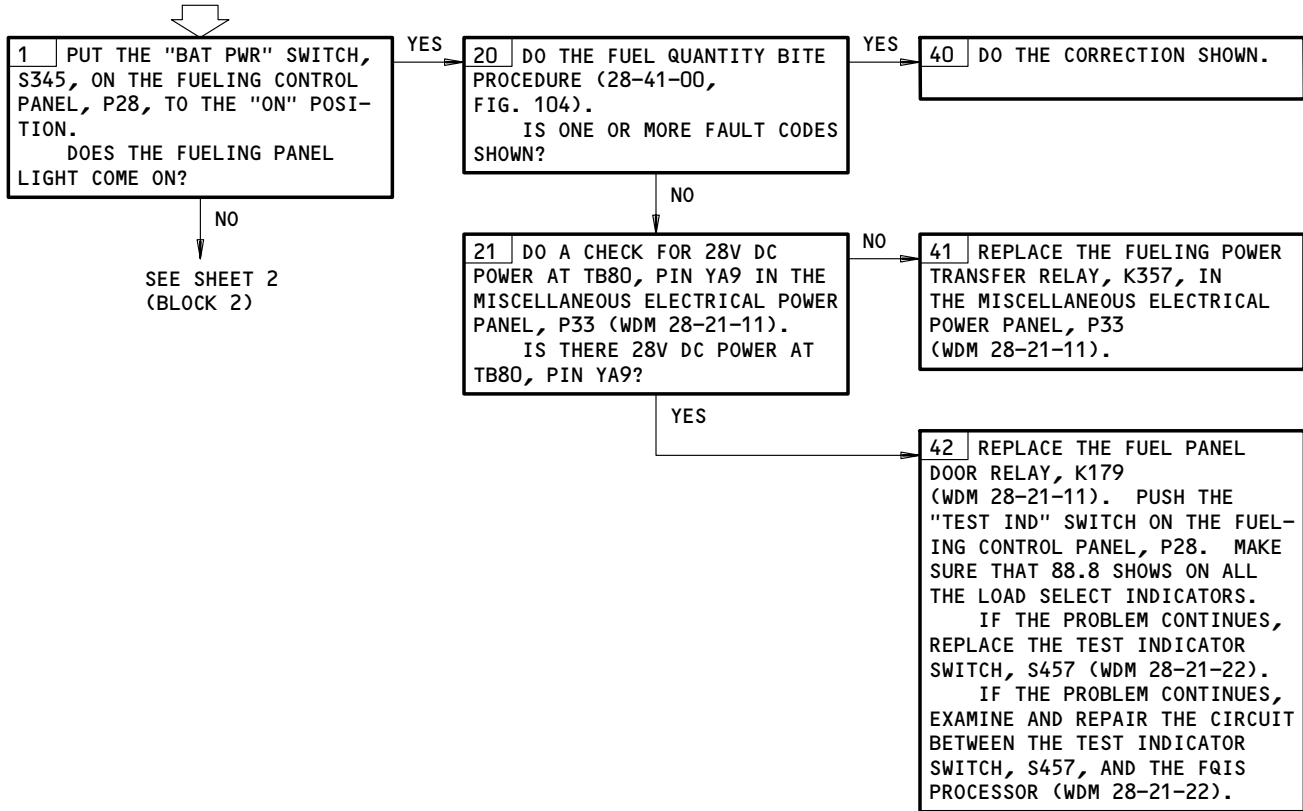 1 PUT THE "BAT PWR" SWITCH,
S345, ON THE FUELING CONTROL
PANEL, P28, TO THE "ON" POSI-
TION.
DOES THE FUELING PANEL
LIGHT COME ON?
YES
NO
SEE SHEET 2
(BLOCK 2)
20 DO THE FUEL QUANTITY BITE
PROCEDURE (28-41-00,
FIG. 104).
IS ONE OR MORE FAULT CODES
SHOWN?
YES
NO
40 DO THE CORRECTION SHOWN.
21 DO A CHECK FOR 28V DC
POWER AT TB80, PIN YA9 IN THE
MISCELLANEOUS ELECTRICAL POWER
PANEL, P33 (WDM 28-21-11).
IS THERE 28V DC POWER AT
TB80, PIN YA9?
NO
YES
41 REPLACE THE FUELING POWER
TRANSFER RELAY, K357, IN
THE MISCELLANEOUS ELECTRICAL
POWER PANEL, P33
(WDM 28-21-11).
42 REPLACE THE FUEL PANEL
DOOR RELAY, K179
(WDM 28-21-11). PUSH THE
"TEST IND" SWITCH ON THE FUEL-
ING CONTROL PANEL, P28. MAKE
SURE THAT 88.8 SHOWS ON ALL
THE LOAD SELECT INDICATORS.
IF THE PROBLEM CONTINUES,
REPLACE THE TEST INDICATOR
SWITCH, S457 (WDM 28-21-22).
IF THE PROBLEM CONTINUES,
EXAMINE AND REPAIR THE CIRCUIT
BETWEEN THE TEST INDICATOR
SWITCH, S457, AND THE FQIS
PROCESSOR (WDM 28-21-22).